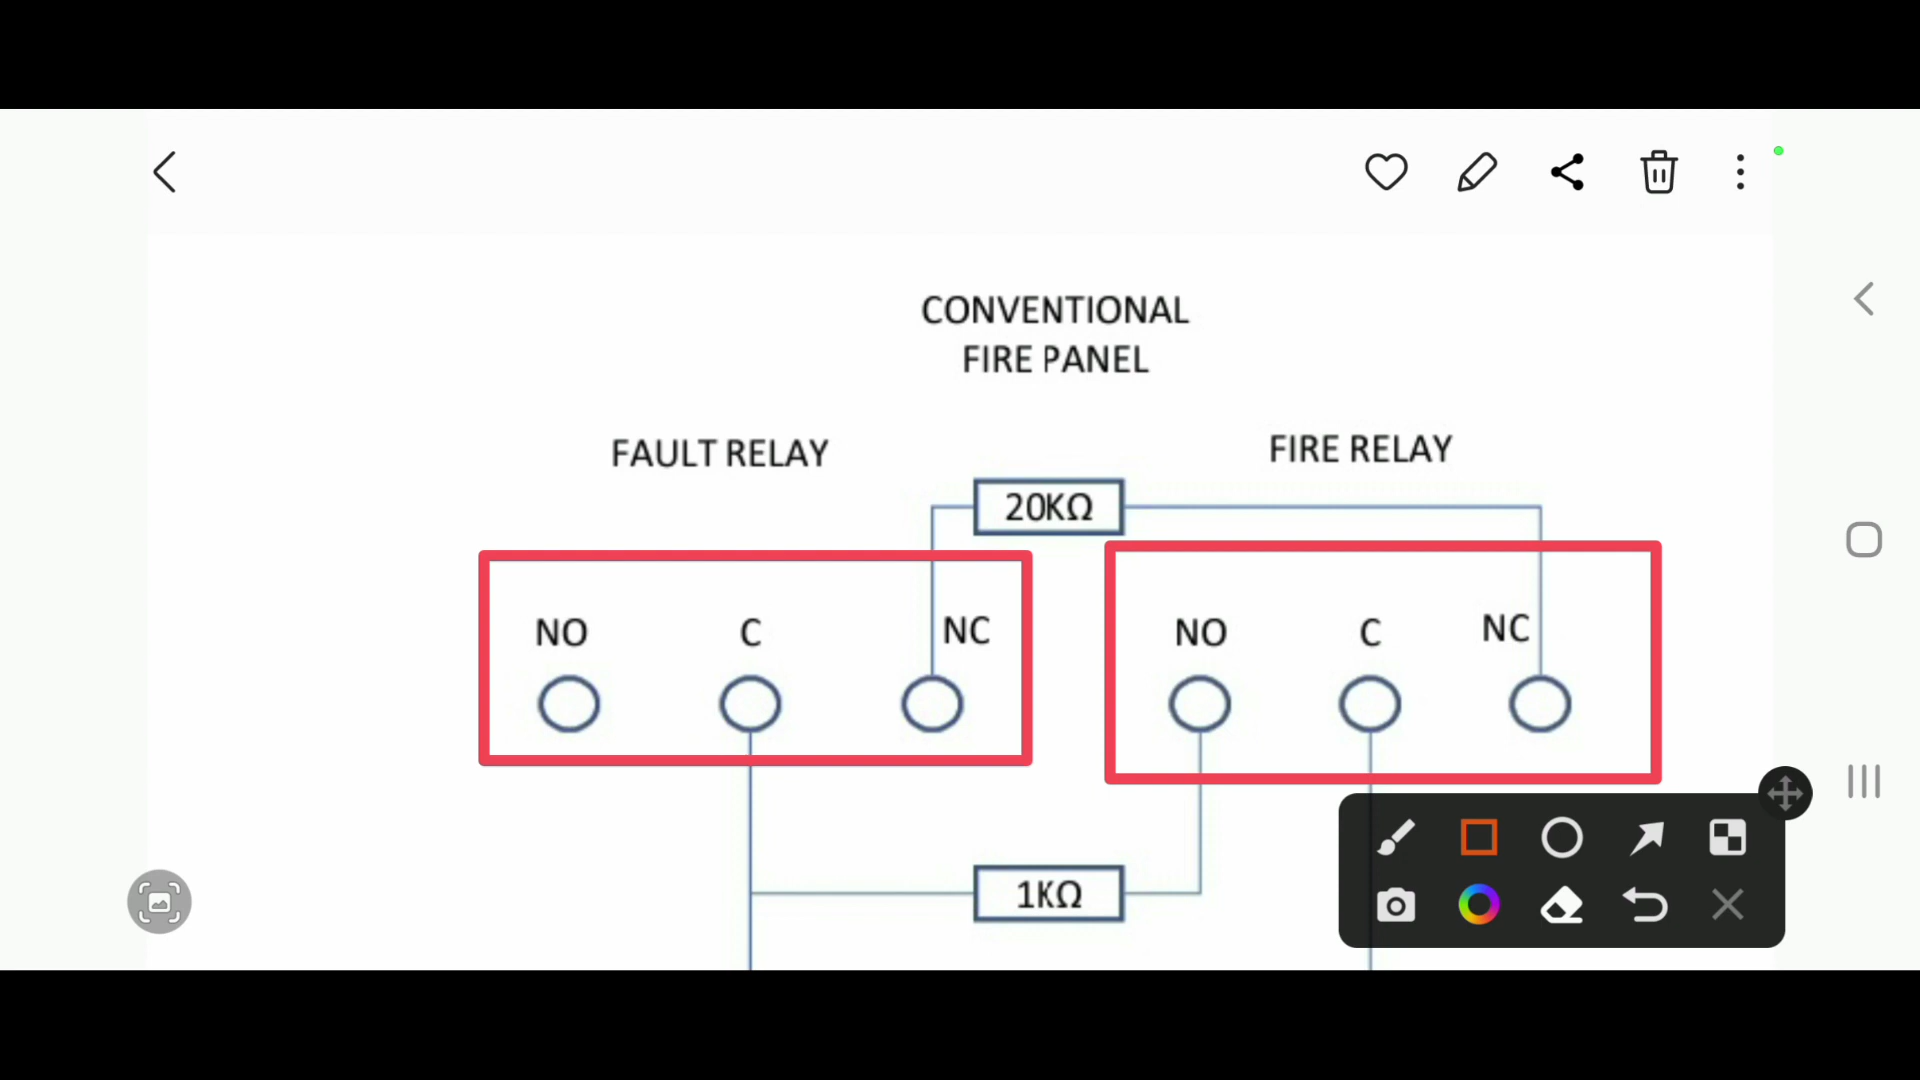 CONVENTIONAL
FIRE PANEL
FAULT RELAY
FIRE RELAY
20KΩ
NO C NC
NO C NC
1KΩ